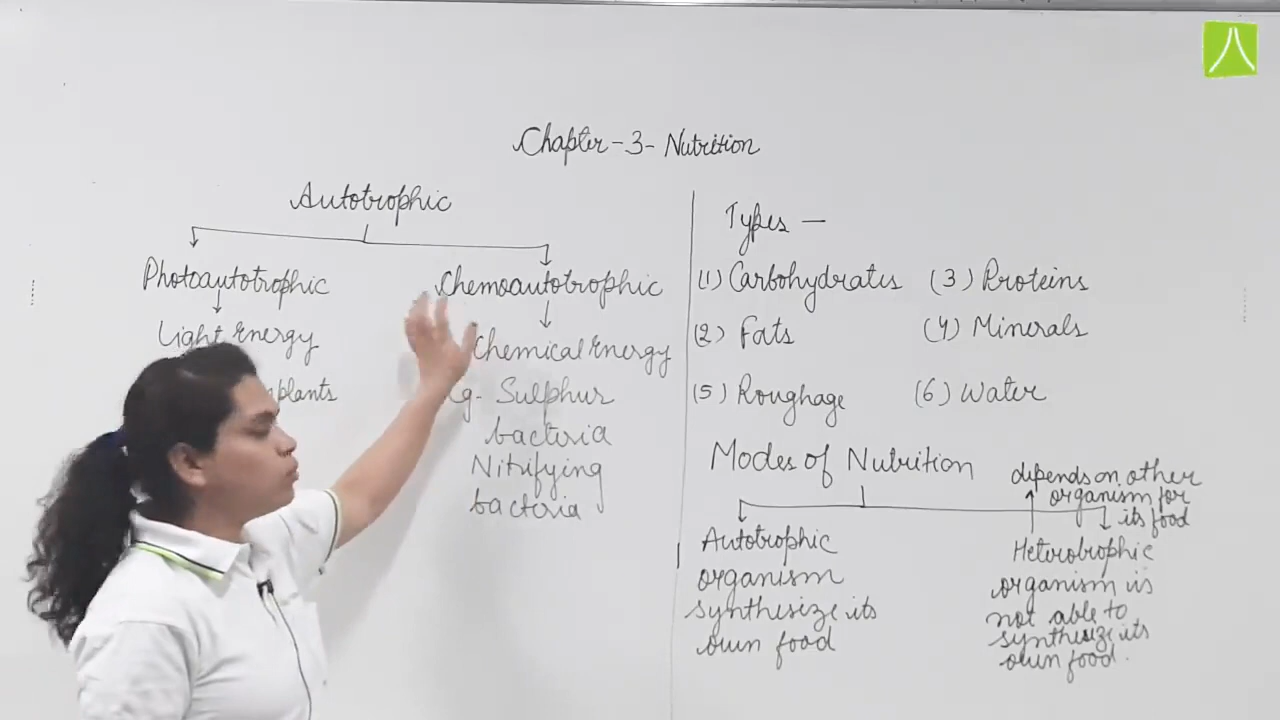 Chapter-3- Nutrition
Autotrophic
Photoautotrophic
Light Energy
plants
Chemoautotrophic
Chemical Energy
Eg- Sulphur
bacteria
Nitrifying
bacteria
Types —
(1) Carbohydrates (3) Proteins
(2) Fats (4) Minerals
(5) Roughage (6) Water
Modes of Nutrition
Autotrophic
organism
synthesize its
own food
depends on other
organism for
its food
Heterotrophic
organism is
not able to
synthesize its
own food.